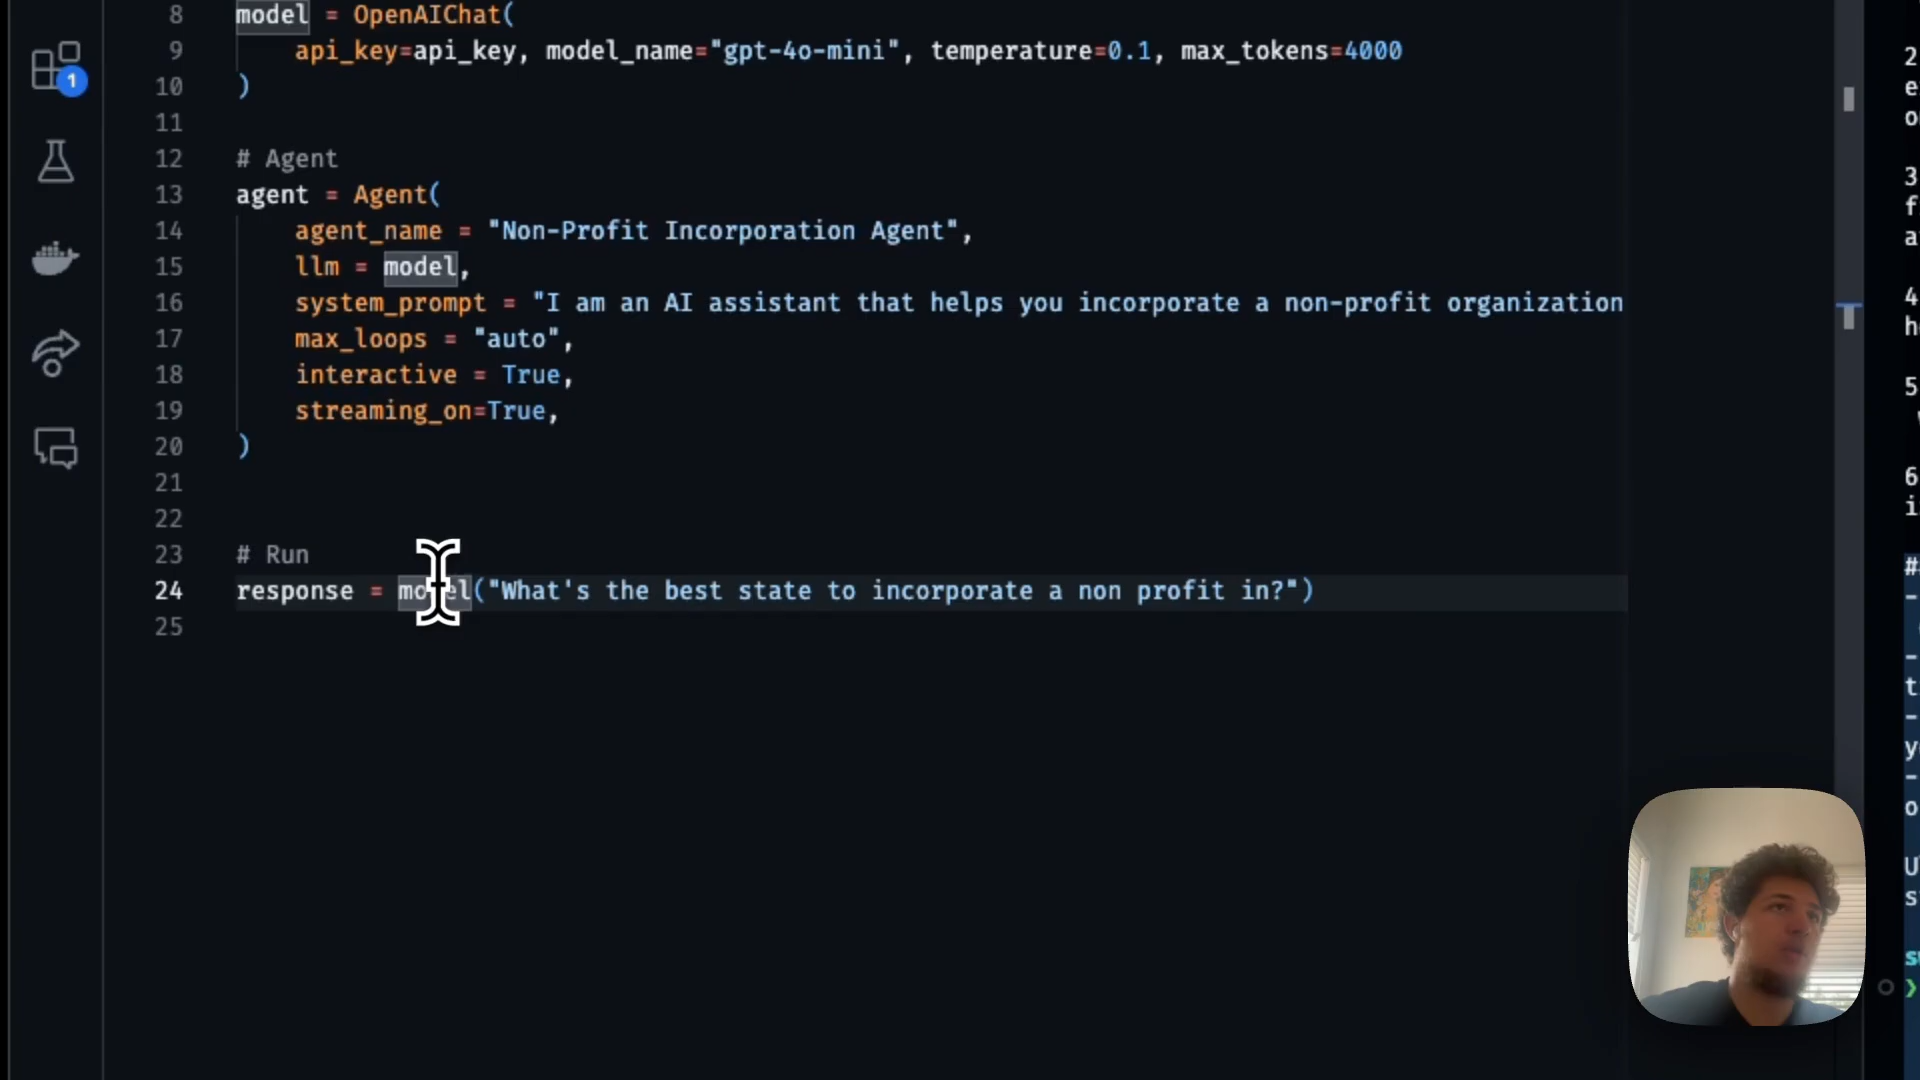 8 model = OpenAIChat(
9 api_key=api_key, model_name="gpt-4o-mini", temperature=0.1, max_tokens=4000
10 )
11
12 # Agent
13 agent = Agent(
14 agent_name = "Non-Profit Incorporation Agent",
15 llm = model,
16 system_prompt = "I am an AI assistant that helps you incorporate a non-profit organization
17 max_loops = "auto",
18 interactive = True,
19 streaming_on=True,
20 )
21
22
23 # Run
24 response = model("What's the best state to incorporate a non profit in?")
25
1